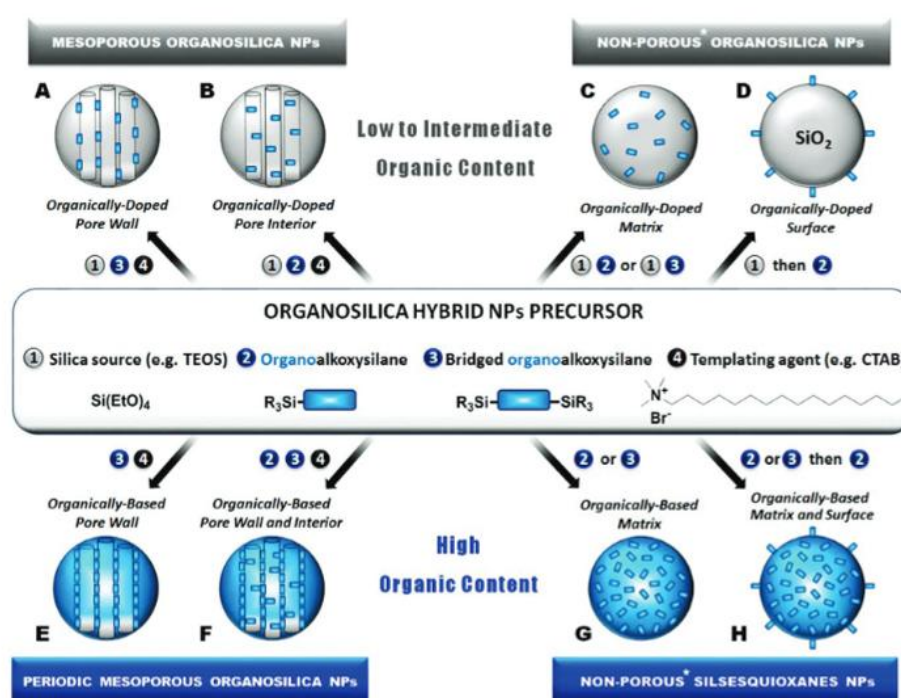 MESOPOROUS ORGANOSILICA NPs
NON-POROUS* ORGANOSILICA NPs
A
B
C
D
Low to Intermediate
Organic Content
SiO₂
Organically-Doped
Pore Wall
Organically-Doped
Pore Interior
Organically-Doped
Matrix
Organically-Doped
Surface
1 3 4
1 2 4
1 2 or 1 3
1 then 2
ORGANOSILICA HYBRID NPs PRECURSOR
1 Silica source (e.g. TEOS)
2 Organoalkoxysilane
3 Bridged organoalkoxysilane
4 Templating agent (e.g. CTAB
Si(EtO)₄
R₃Si
R₃Si
SiR₃
N⁺
Br⁻
3 4
2 3 4
2 or 3
2 or 3 then 2
Organically-Based
Pore Wall
Organically-Based
Pore Wall and Interior
Organically-Based
Matrix
Organically-Based
Matrix and Surface
High
Organic Content
E
F
G
H
PERIODIC MESOPOROUS ORGANOSILICA NPs
NON-POROUS* SILSESQUIOXANES NPs